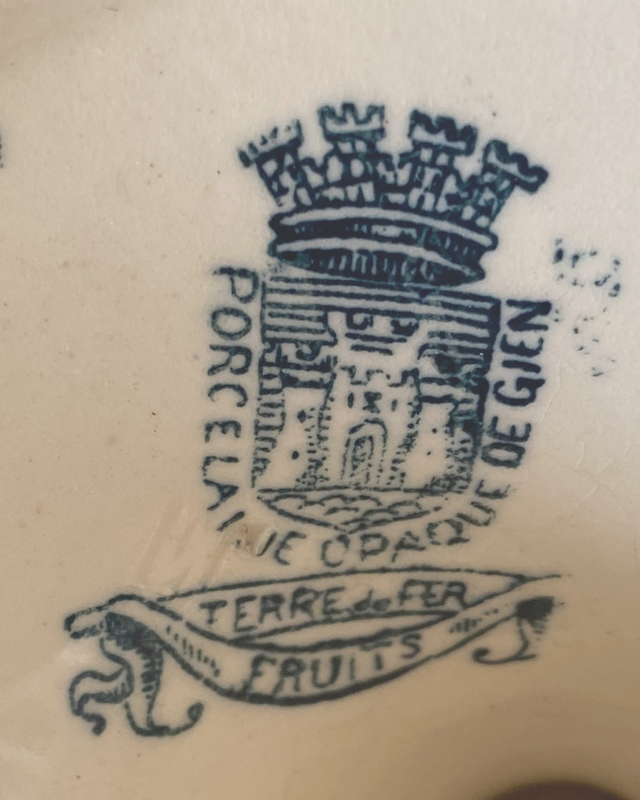 PORCELAINE OPAQUE DE GIEN
TERRE de FER
FRUITS